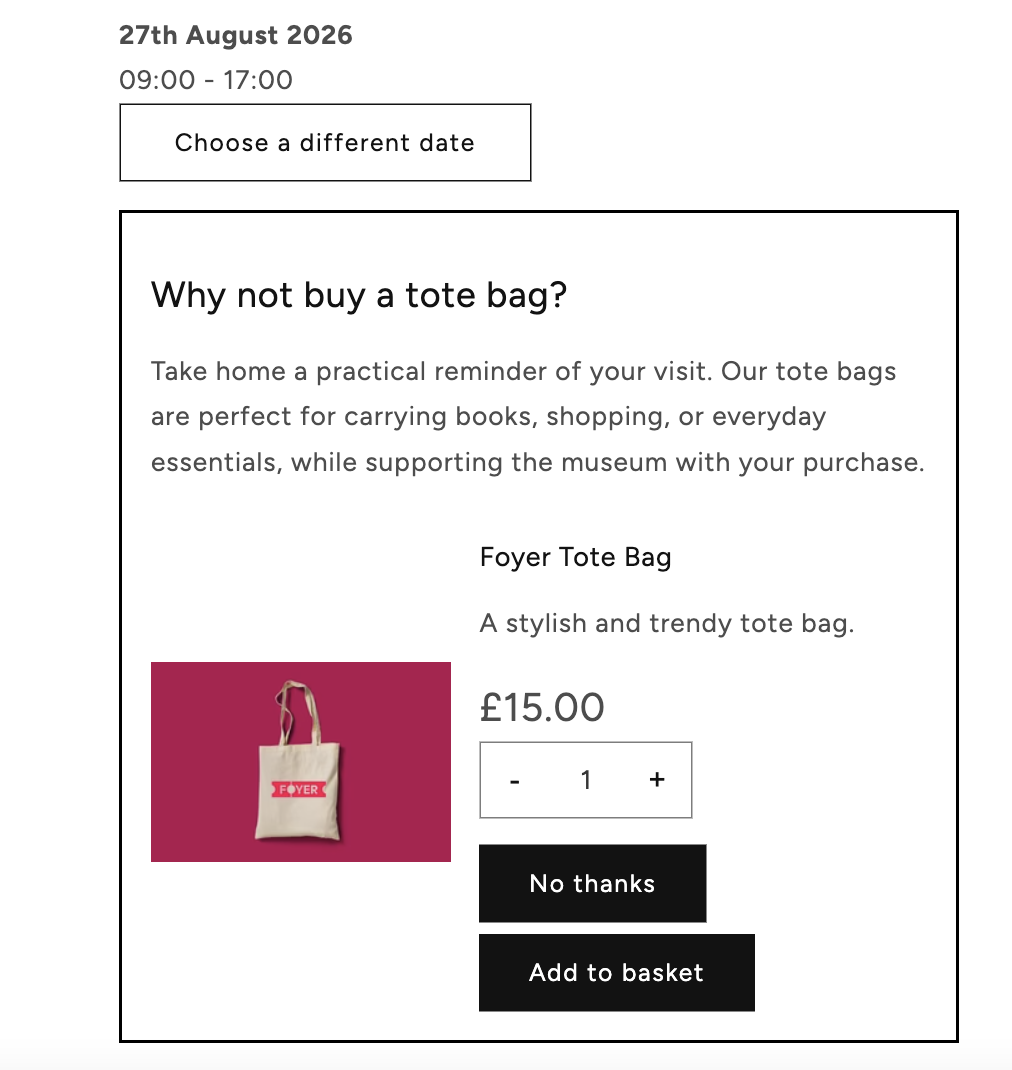 27th August 2026
09:00 - 17:00
Choose a different date
Why not buy a tote bag?
Take home a practical reminder of your visit. Our tote bags
are perfect for carrying books, shopping, or everyday
essentials, while supporting the museum with your purchase.
Foyer Tote Bag
A stylish and trendy tote bag.
£15.00
- 1 +
FOYER
No thanks
Add to basket